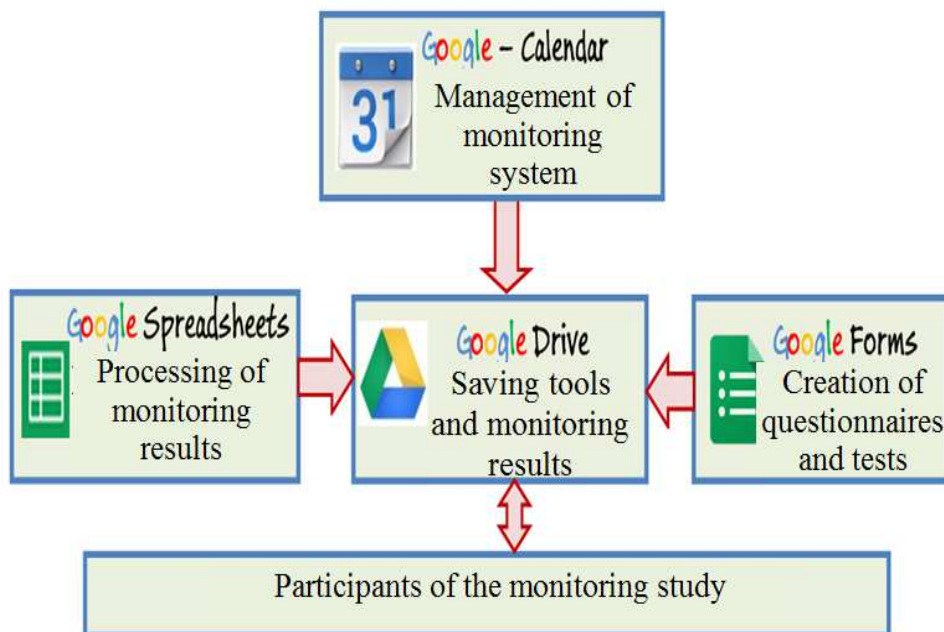 Google – Calendar
31
Management of
monitoring
system
Google Spreadsheets
Processing of
monitoring
results
Google Drive
Saving tools
and monitoring
results
Google Forms
Creation of
questionnaires
and tests
Participants of the monitoring study